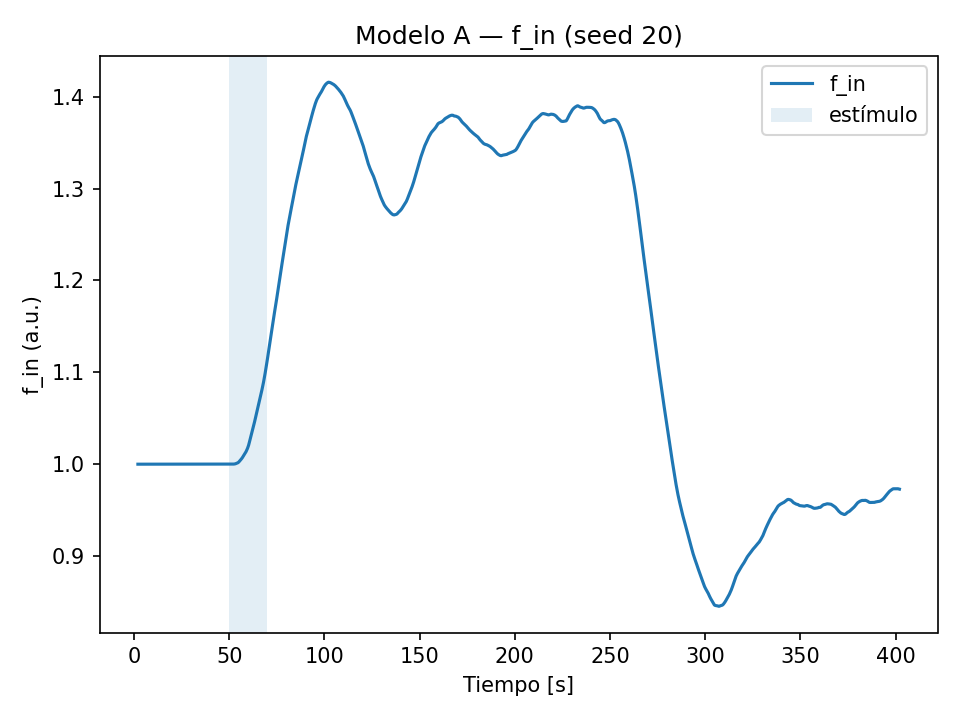 Modelo A — f_in (seed 20)
f_in
estímulo
f_in (a.u.)
1.4
1.3
1.2
1.1
1.0
0.9
0 50 100 150 200 250 300 350 400
Tiempo [s]